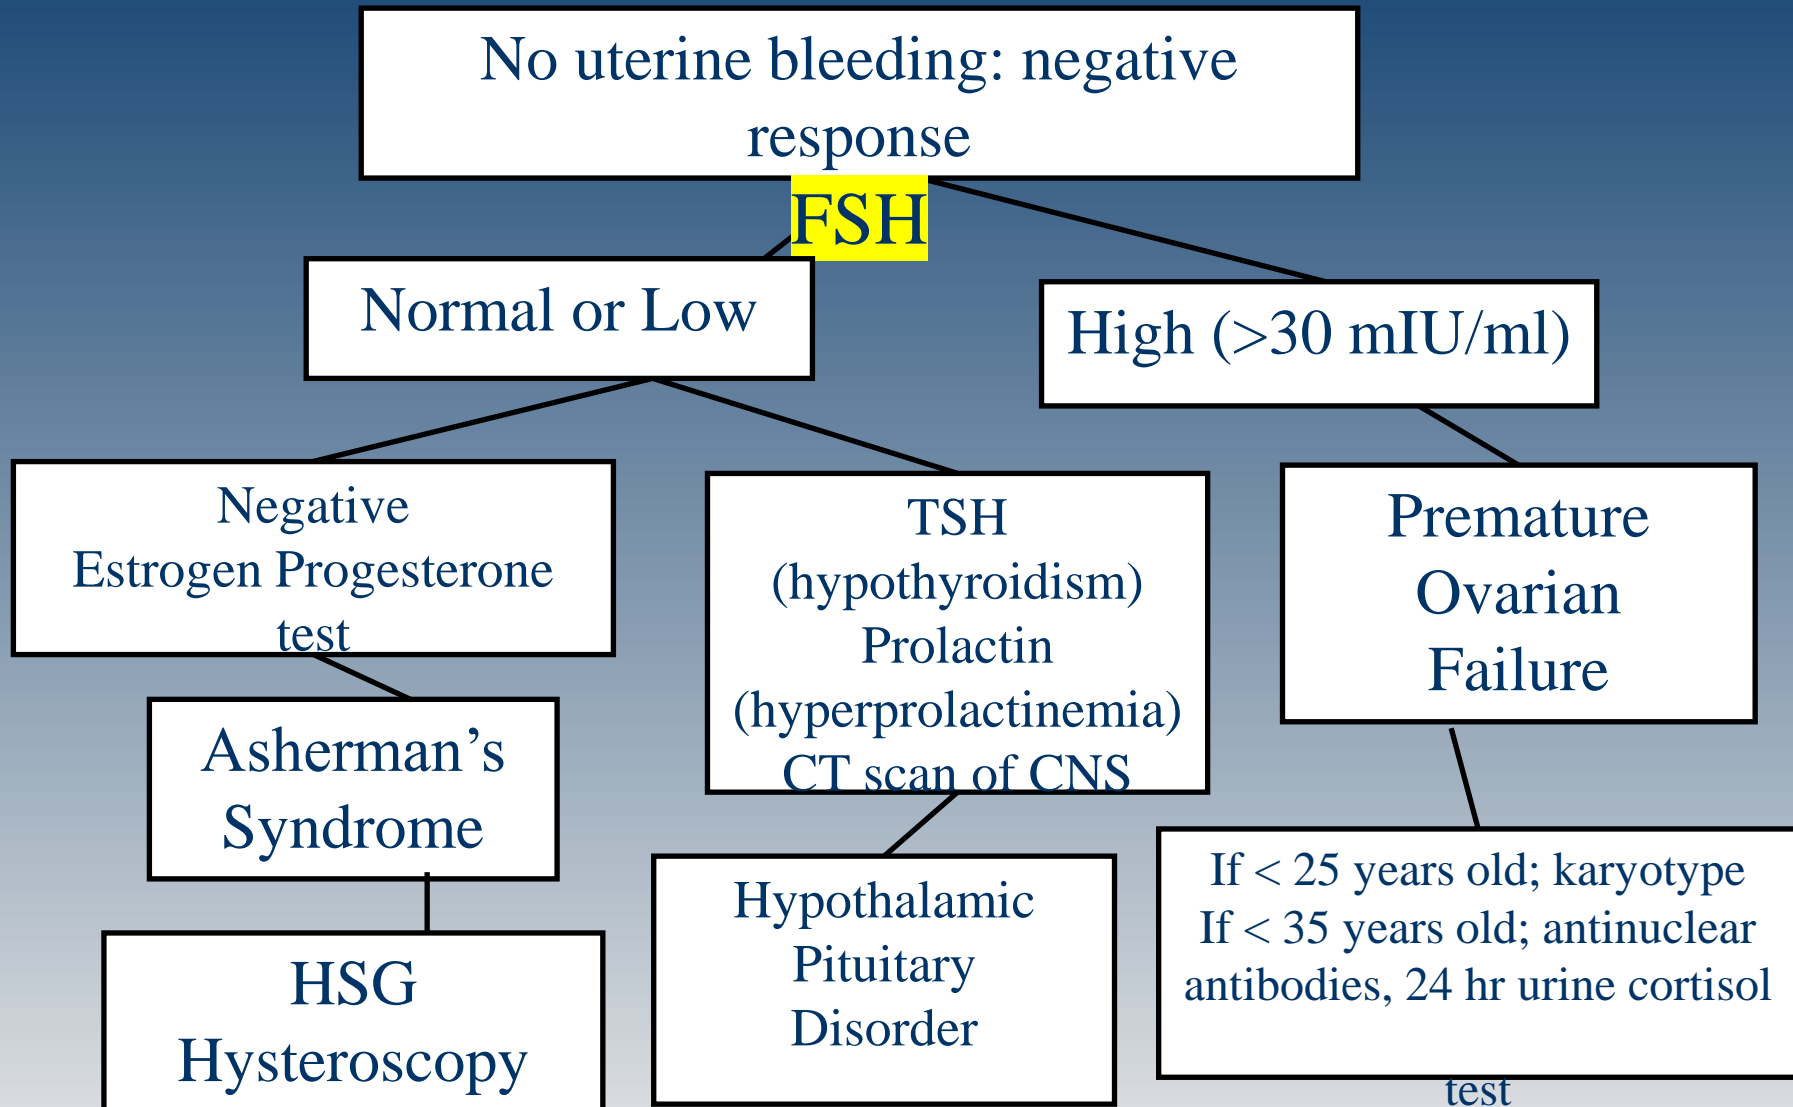 No uterine bleeding: negative
response
FSH
Normal or Low
High (>30 mIU/ml)
Negative
Estrogen Progesterone
test
TSH
(hypothyroidism)
Prolactin
(hyperprolactinemia)
CT scan of CNS
Premature
Ovarian
Failure
Asherman’s
Syndrome
Hypothalamic
Pituitary
Disorder
If < 25 years old; karyotype
If < 35 years old; antinuclear
antibodies, 24 hr urine cortisol
test
HSG
Hysteroscopy